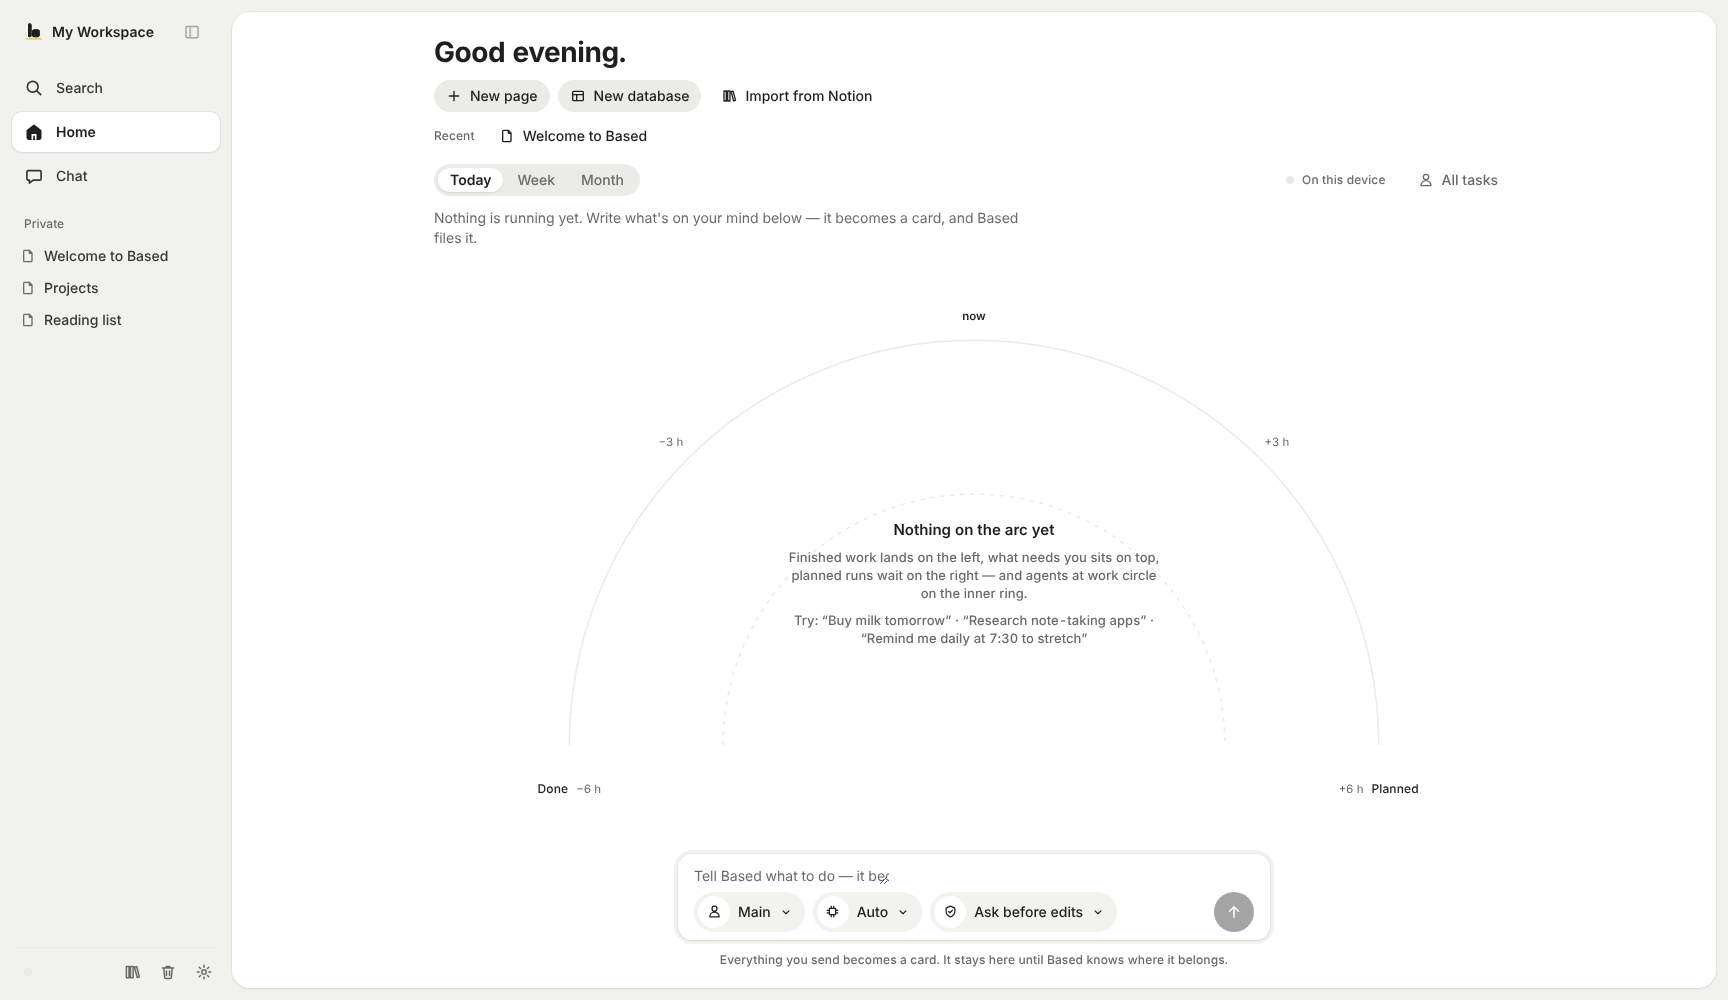 My Workspace
Search
Home
Chat
Private
Welcome to Based
Projects
Reading list
Good evening.
New page
New database
Import from Notion
Recent
Welcome to Based
Today
Week
Month
On this device
All tasks
Nothing is running yet. Write what's on your mind below — it becomes a card, and Based
files it.
now
−3 h
+3 h
Nothing on the arc yet
Finished work lands on the left, what needs you sits on top,
planned runs wait on the right — and agents at work circle
on the inner ring.
Try: “Buy milk tomorrow” · “Research note-taking apps” ·
“Remind me daily at 7:30 to stretch”
Done −6 h
+6 h Planned
Tell Based what to do — it
Main
Auto
Ask before edits
Everything you send becomes a card. It stays here until Based knows where it belongs.